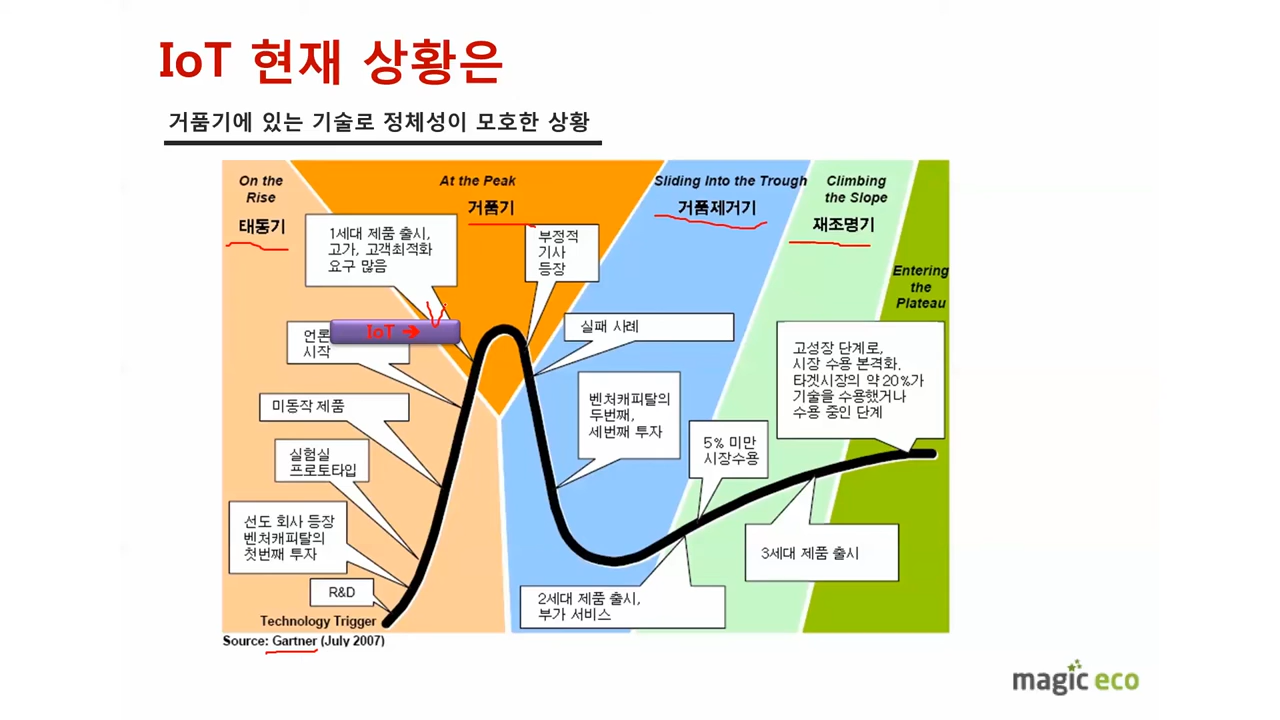 IoT 현재 상황은
거품기에 있는 기술로 정체성이 모호한 상황
On the
Rise
태동기
At the Peak
거품기
Sliding Into the Trough
거품제거기
Climbing
the Slope
재조명기
Entering
the
Plateau
1세대 제품 출시,
고가, 고객최적화
요구 많음
부정적
기사
등장
IoT ➔
언론
시작
실패 사례
미동작 제품
실험실
프로토타입
선도 회사 등장
벤처캐피탈의
첫번째 투자
R&D
Technology Trigger
벤처캐피탈의
두번째,
세번째 투자
5% 미만
시장수용
고성장 단계로,
시장 수용 본격화.
타겟시장의 약 20%가
기술을 수용했거나
수용 중인 단계
2세대 제품 출시,
부가 서비스
3세대 제품 출시
Source: Gartner (July 2007)
magic eco